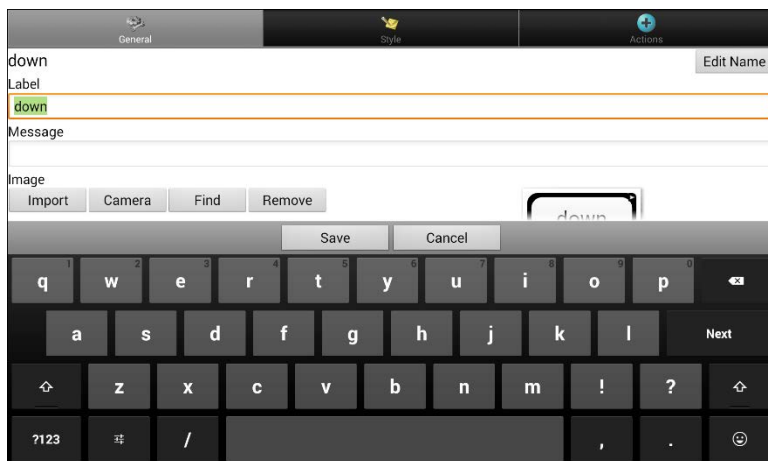 General Style Actions
down Edit Name
Label
down
Message
Image
Import Camera Find Remove
down
Save Cancel
1 2 3 4 5 6 7 8 9 0
q w e r t y u i o p
a s d f g h j k l Next
z x c v b n m ! ?
?123 / , .